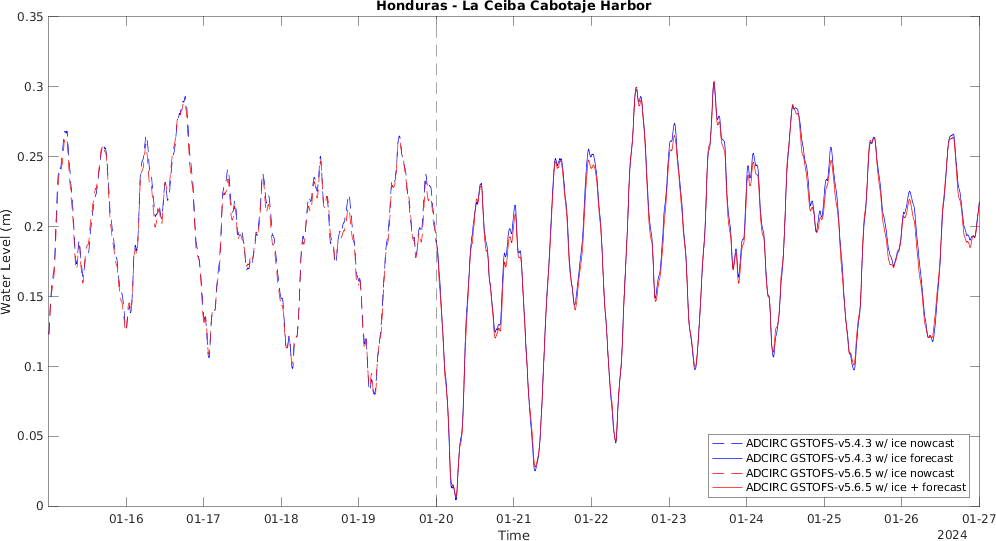 Honduras - La Ceiba Cabotaje Harbor
0.35
0.3
0.25
0.2
0.15
0.1
0.05
0
Water Level (m)
01-16 01-17 01-18 01-19 01-20 01-21 01-22 01-23 01-24 01-25 01-26 01-27
Time
2024
ADCIRC GSTOFS-v5.4.3 w/ ice nowcast
ADCIRC GSTOFS-v5.4.3 w/ ice forecast
ADCIRC GSTOFS-v5.6.5 w/ ice nowcast
ADCIRC GSTOFS-v5.6.5 w/ ice + forecast